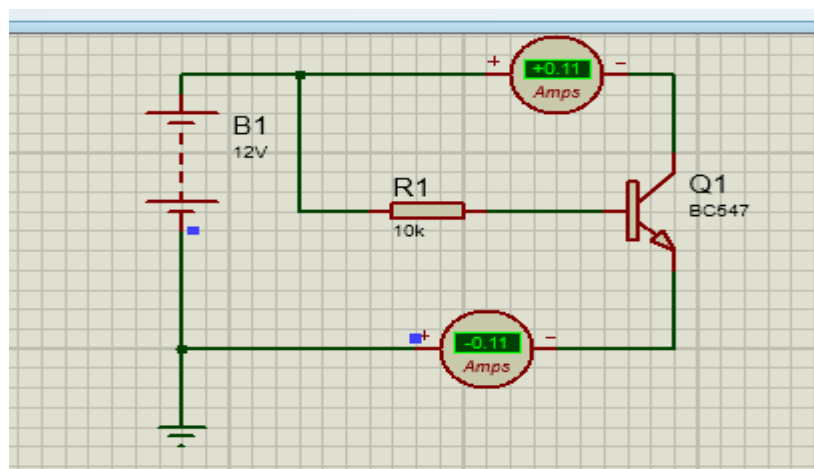 + +0.11 −
Amps
B1
12V
R1
10k
Q1
BC547
+ -0.11 −
Amps